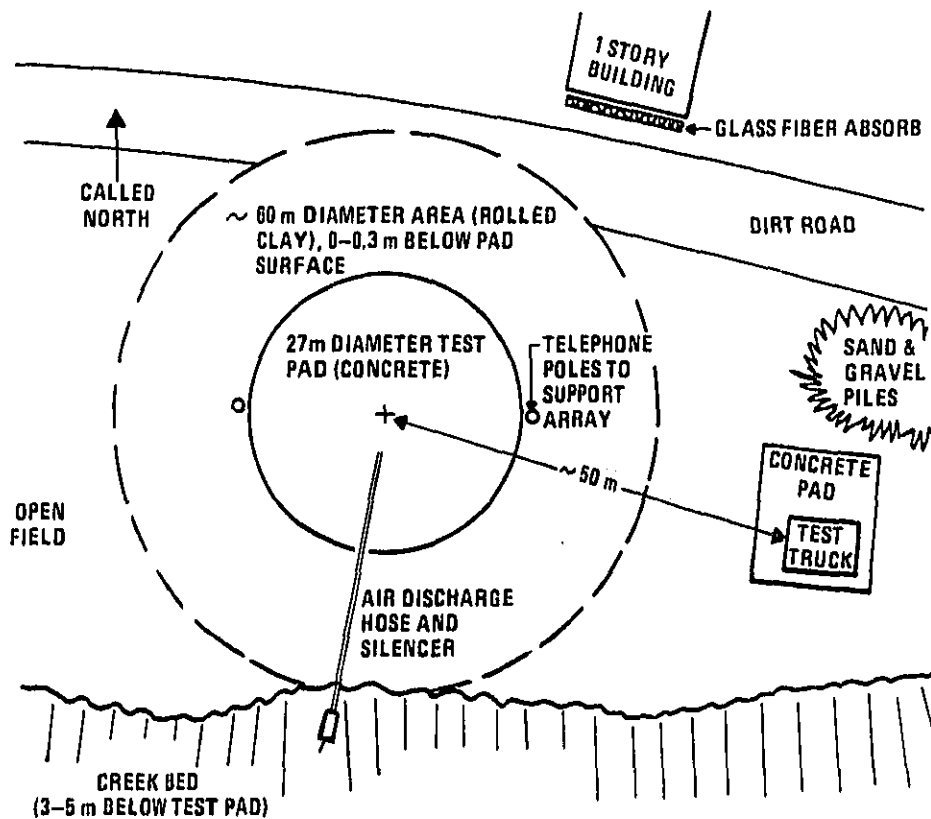 1 STORY
BUILDING
GLASS FIBER ABSORB
CALLED
NORTH
~ 60 m DIAMETER AREA (ROLLED
CLAY), 0–0.3 m BELOW PAD
SURFACE
DIRT ROAD
27m DIAMETER TEST
PAD (CONCRETE)
TELEPHONE
POLES TO
SUPPORT
ARRAY
SAND &
GRAVEL
PILES
~ 50 m
CONCRETE
PAD
TEST
TRUCK
OPEN
FIELD
AIR DISCHARGE
HOSE AND
SILENCER
CREEK BED
(3–5 m BELOW TEST PAD)